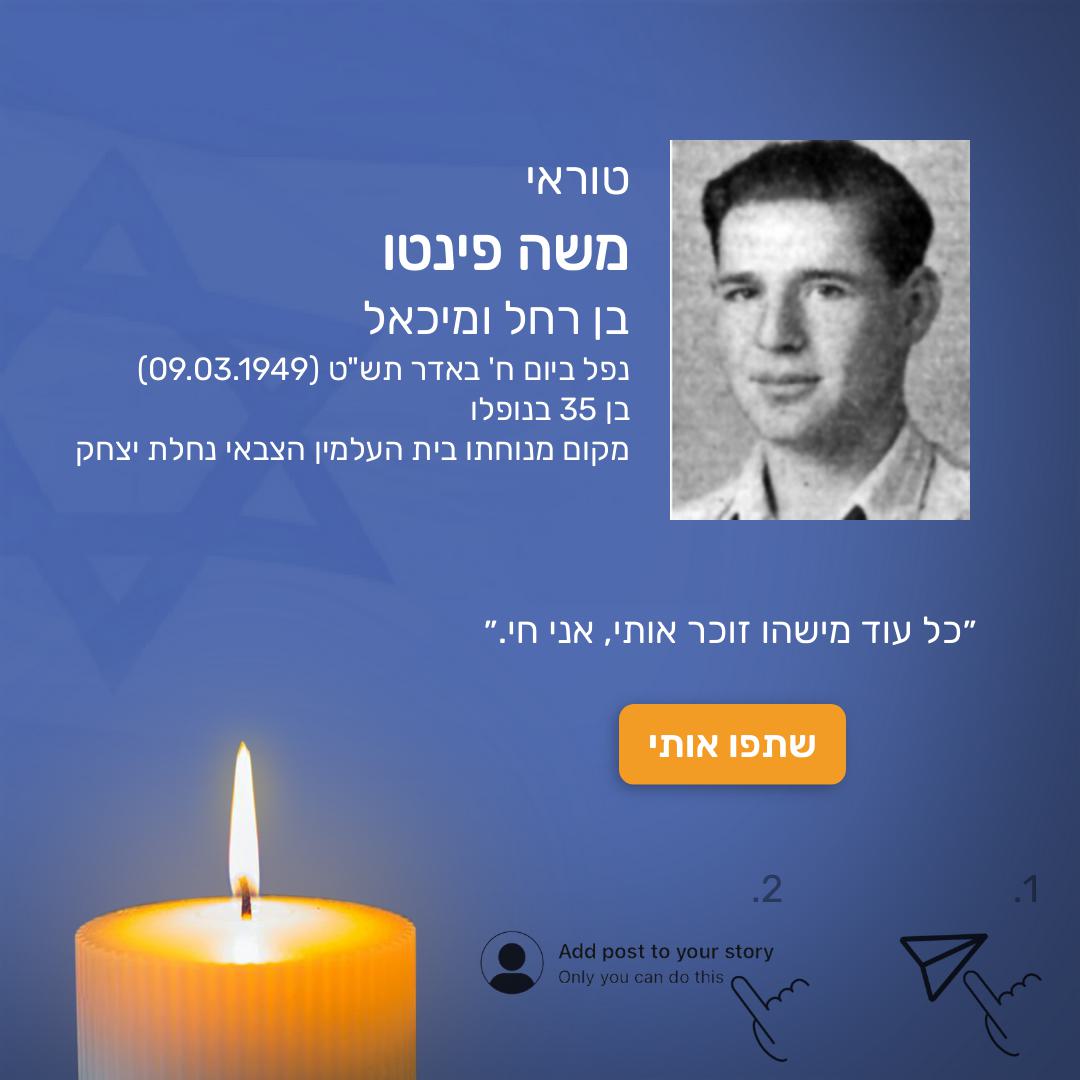 טוראי
משה פינטו
בן רחל ומיכאל
נפל ביום ח' באדר תש"ט (09.03.1949)
בן 35 בנופלו
מקום מנוחתו בית העלמין הצבאי נחלת יצחק
״כל עוד מישהו זוכר אותי, אני חי.״
שתפו אותי
.1
.2
Add post to your story
Only you can do this